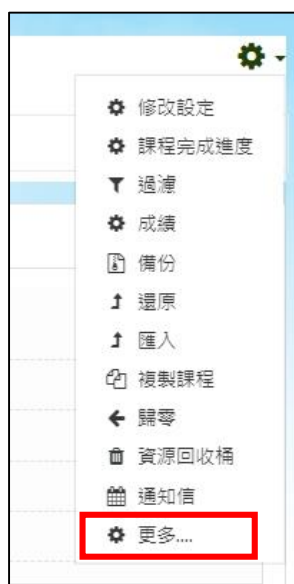 修改設定
課程完成進度
過濾
成績
備份
還原
匯入
複製課程
歸零
資源回收桶
通知信
更多....